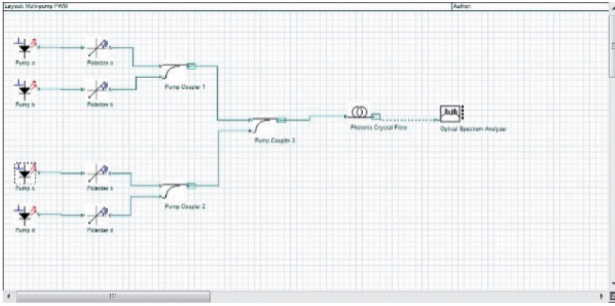 Layout: Multi-pump FWM
Author:
Pump a
Polarizer a
Pump Coupler 1
Pump b
Polarizer b
Pump Coupler 3
Photonic Crystal Fibre
Optical Spectrum Analyzer
Pump c
Polarizer c
Pump Coupler 2
Pump d
Polarizer d